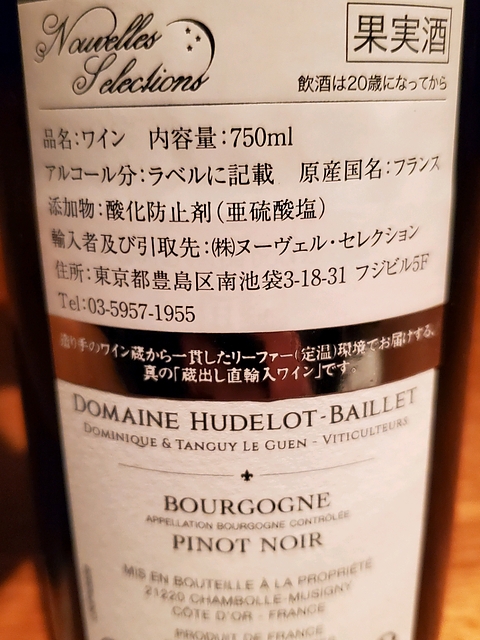 Nouvelles
Selections
果実酒
飲酒は20歳になってから
品名:ワイン 内容量:750ml
アルコール分:ラベルに記載 原産国名:フランス
添加物:酸化防止剤(亜硫酸塩)
輸入者及び引取先:㈱ヌーヴェル・セレクション
住所:東京都豊島区南池袋3-18-31 フジビル5F
Tel:03-5957-1955
造り手のワイン蔵から一貫したリーファー(定温)環境でお届けする、
真の「蔵出し直輸入ワイン」です。
DOMAINE HUDELOT-BAILLET
DOMINIQUE & TANGUY LE GUEN - VITICULTEURS
BOURGOGNE
APPELLATION BOURGOGNE CONTRÔLÉE
PINOT NOIR
MIS EN BOUTEILLE À LA PROPRIÉTÉ
21220 CHAMBOLLE-MUSIGNY
CÔTE D'OR - FRANCE
PRODUIT DE FRANCE